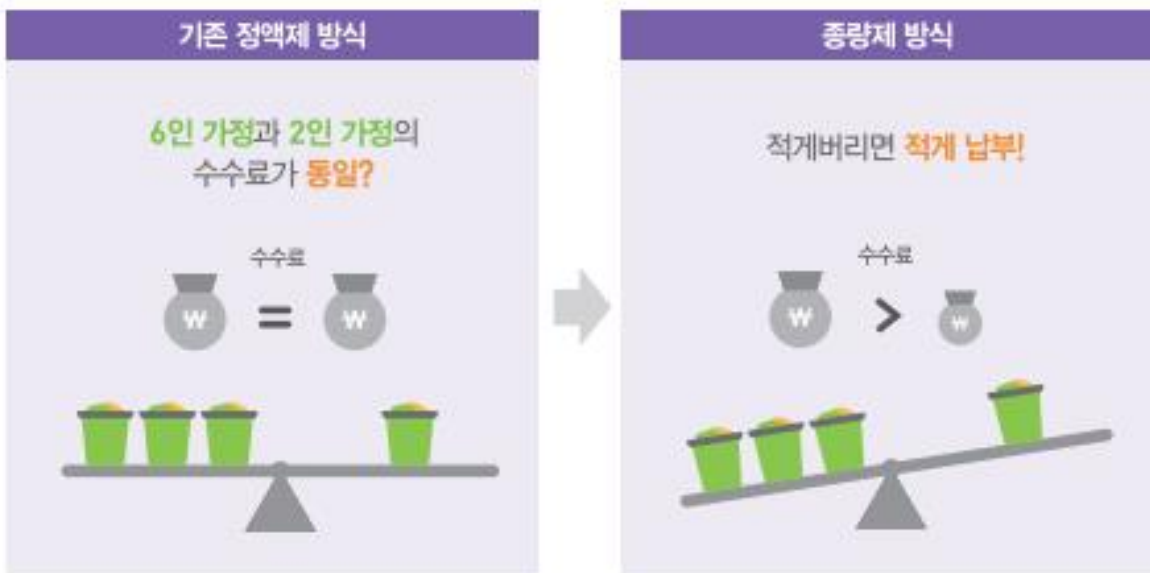 기존 정액제 방식
6인 가정과 2인 가정의
수수료가 동일?
수수료
₩ = ₩
종량제 방식
적게버리면 적게 납부!
수수료
₩ > ₩